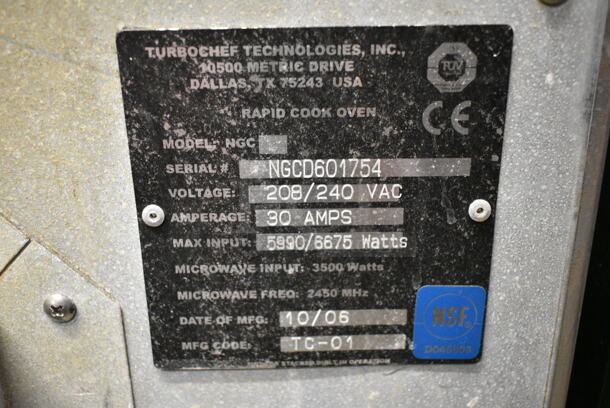 TURBOCHEF TECHNOLOGIES, INC.,
10500 METRIC DRIVE
DALLAS, TX 75243 USA
TUV
RAPID COOK OVEN
CE
MODEL: NGC
SERIAL # NGCD601754
VOLTAGE: 208/240 VAC
AMPERAGE: 30 AMPS
MAX INPUT: 5990/6675 Watts
MICROWAVE INPUT: 3500 Watts
MICROWAVE FREQ: 2450 MHz
DATE OF MFG: 10/06
MFG CODE: TC-01
NSF